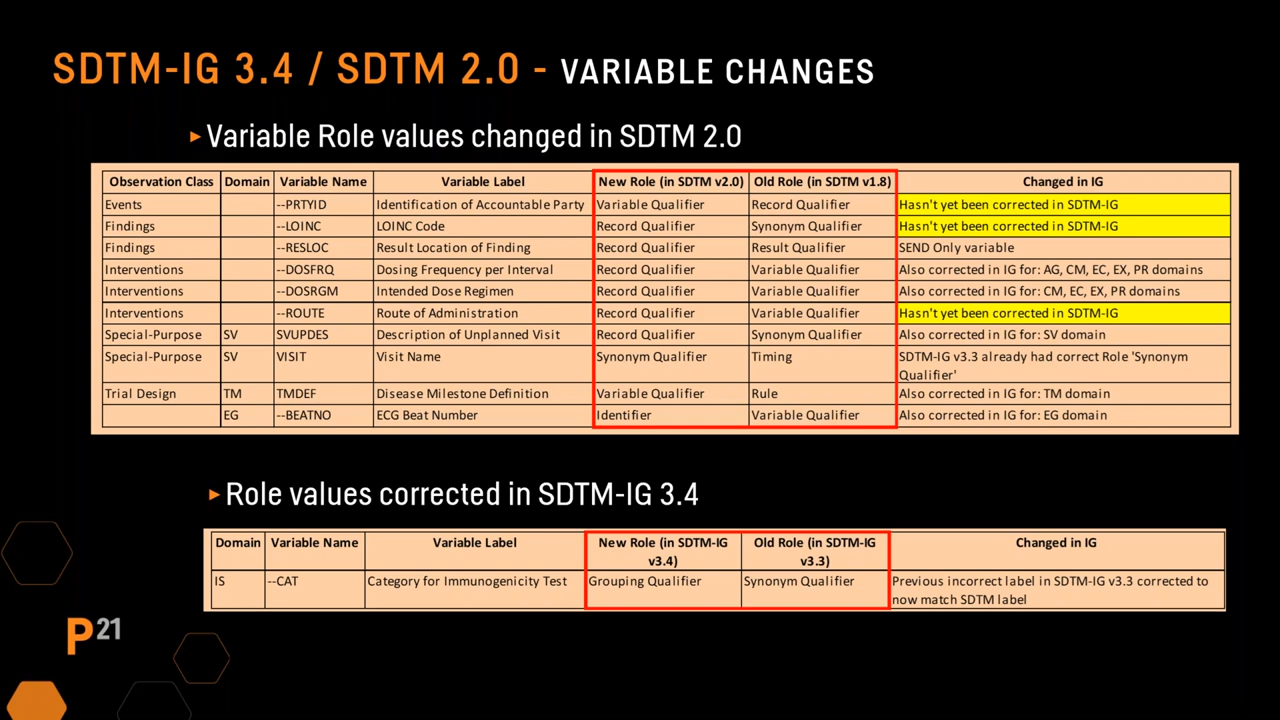 SDTM-IG 3.4 / SDTM 2.0 - VARIABLE CHANGES
Variable Role values changed in SDTM 2.0
Observation Class Domain Variable Name Variable Label New Role (in SDTM v2.0) Old Role (in SDTM v1.8) Changed in IG
Events --PRTYID Identification of Accountable Party Variable Qualifier Record Qualifier Hasn't yet been corrected in SDTM-IG
Findings --LOINC LOINC Code Record Qualifier Synonym Qualifier Hasn't yet been corrected in SDTM-IG
Findings --RESLOC Result Location of Finding Record Qualifier Result Qualifier SEND Only variable
Interventions --DOSFRQ Dosing Frequency per Interval Record Qualifier Variable Qualifier Also corrected in IG for: AG, CM, EC, EX, PR domains
Interventions --DOSRGM Intended Dose Regimen Record Qualifier Variable Qualifier Also corrected in IG for: CM, EC, EX, PR domains
Interventions --ROUTE Route of Administration Record Qualifier Variable Qualifier Hasn't yet been corrected in SDTM-IG
Special-Purpose SV SVUPDES Description of Unplanned Visit Record Qualifier Synonym Qualifier Also corrected in IG for: SV domain
Special-Purpose SV VISIT Visit Name Synonym Qualifier Timing SDTM-IG v3.3 already had correct Role 'Synonym
Qualifier'
Trial Design TM TMDEF Disease Milestone Definition Variable Qualifier Rule Also corrected in IG for: TM domain
EG --BEATNO ECG Beat Number Identifier Variable Qualifier Also corrected in IG for: EG domain
Role values corrected in SDTM-IG 3.4
Domain Variable Name Variable Label New Role (in SDTM-IG v3.4) Old Role (in SDTM-IG v3.3) Changed in IG
IS --CAT Category for Immunogenicity Test Grouping Qualifier Synonym Qualifier Previous incorrect label in SDTM-IG v3.3 corrected to
now match SDTM label
P21